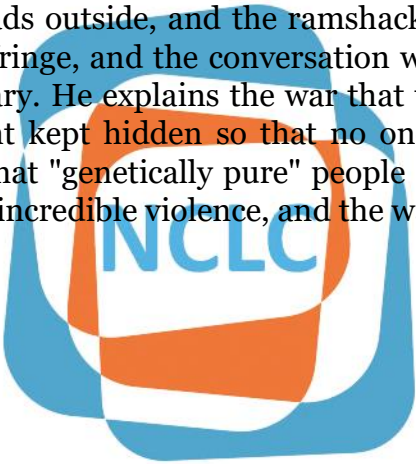 ds outside, and the ramshack
ringe, and the conversation w
ry. He explains the war that
t kept hidden so that no on
hat "genetically pure" people
incredible violence, and the w
NCLC